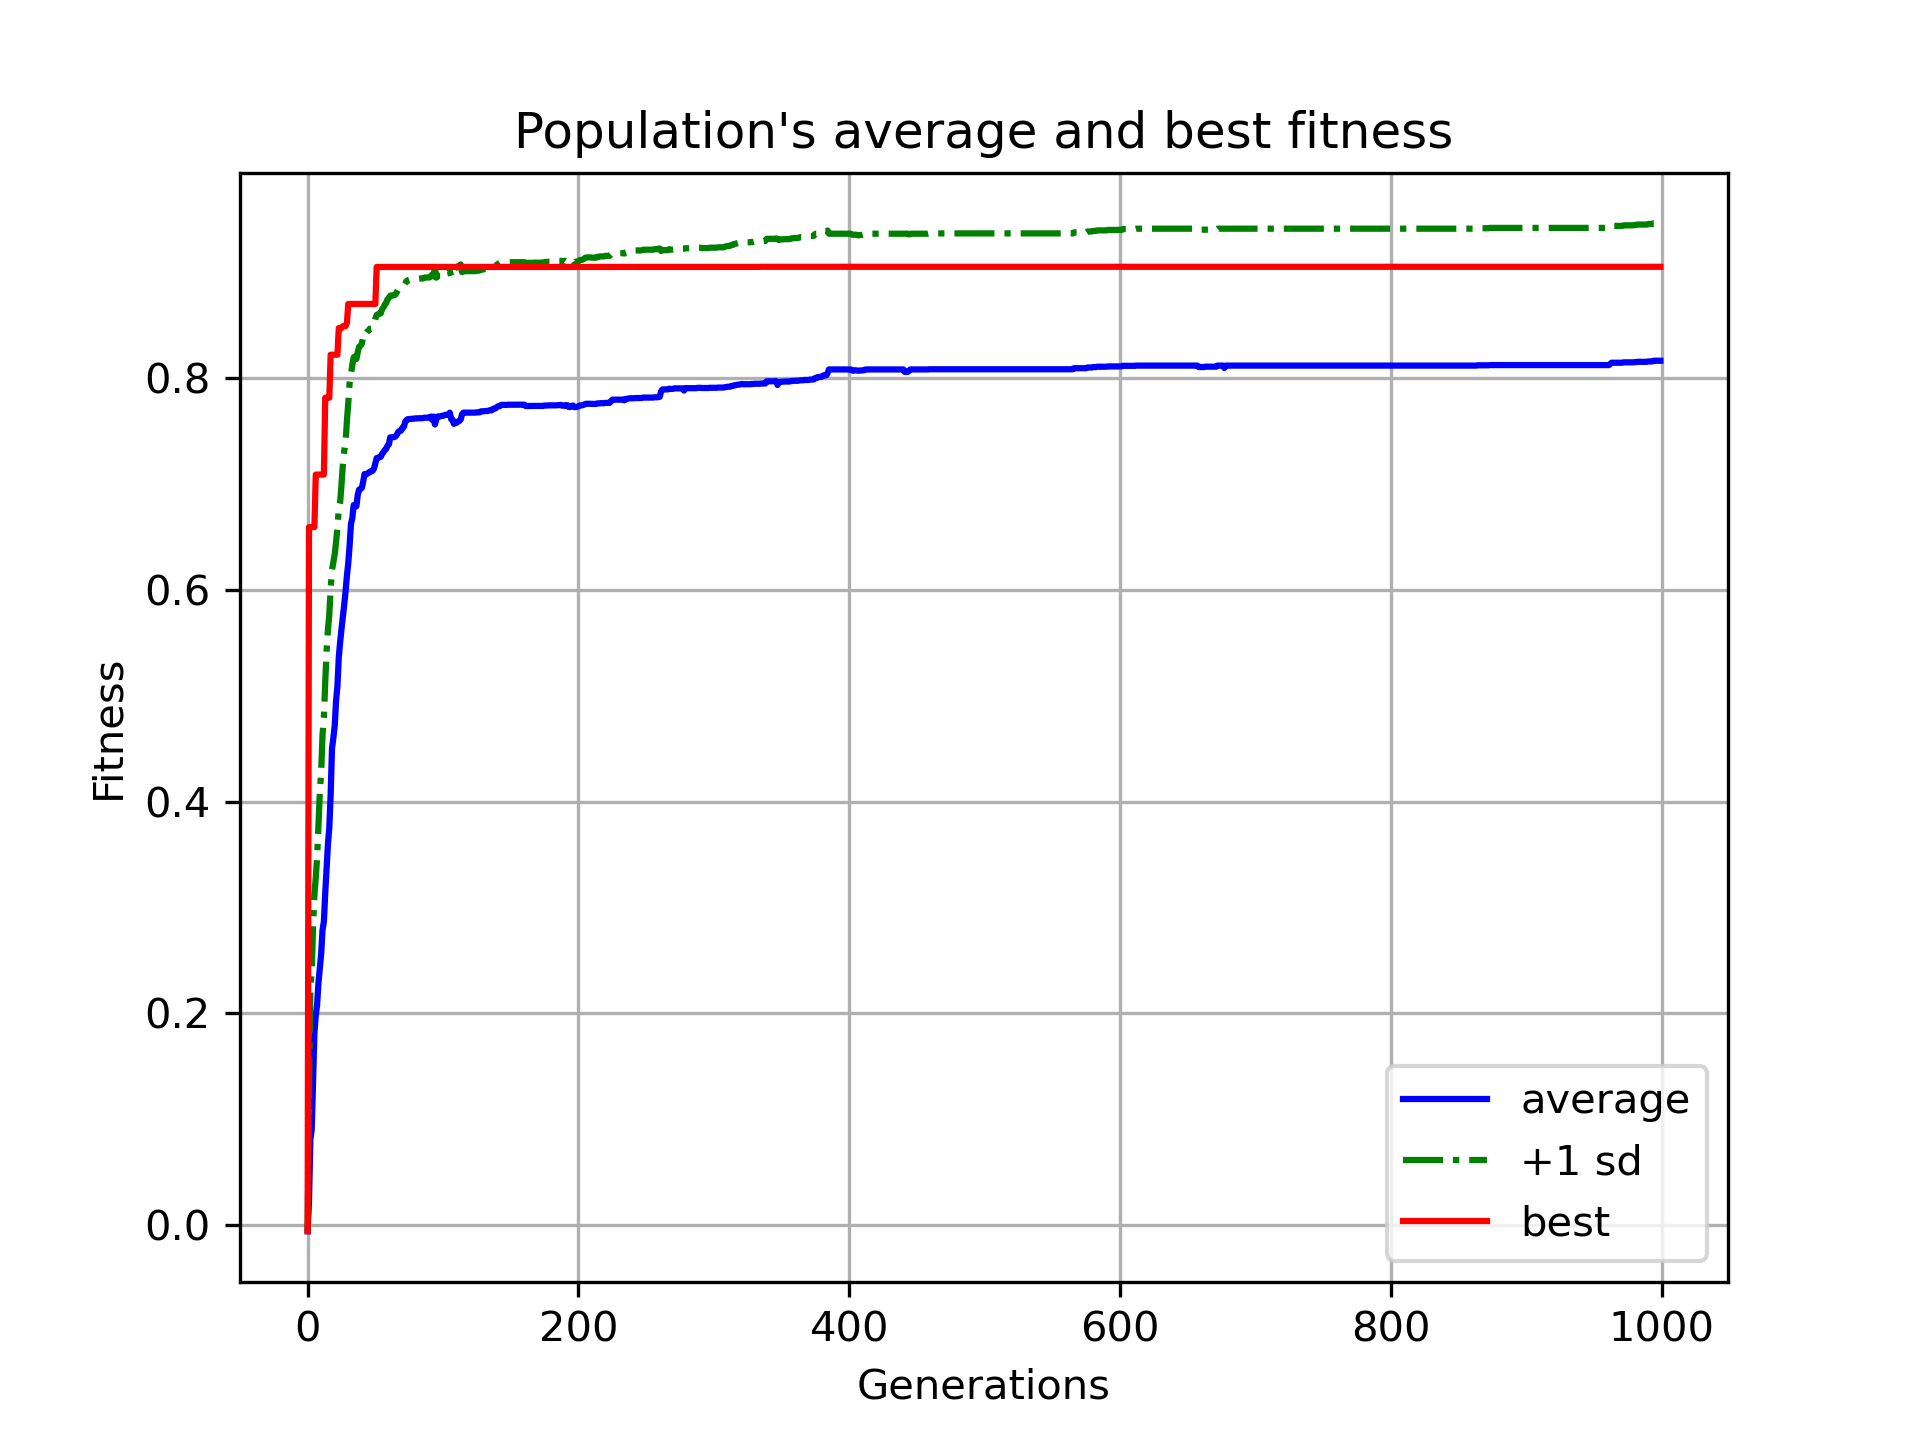 Population's average and best fitness
Fitness
0.8
0.6
0.4
0.2
0.0
0 200 400 600 800 1000
Generations
average
+1 sd
best